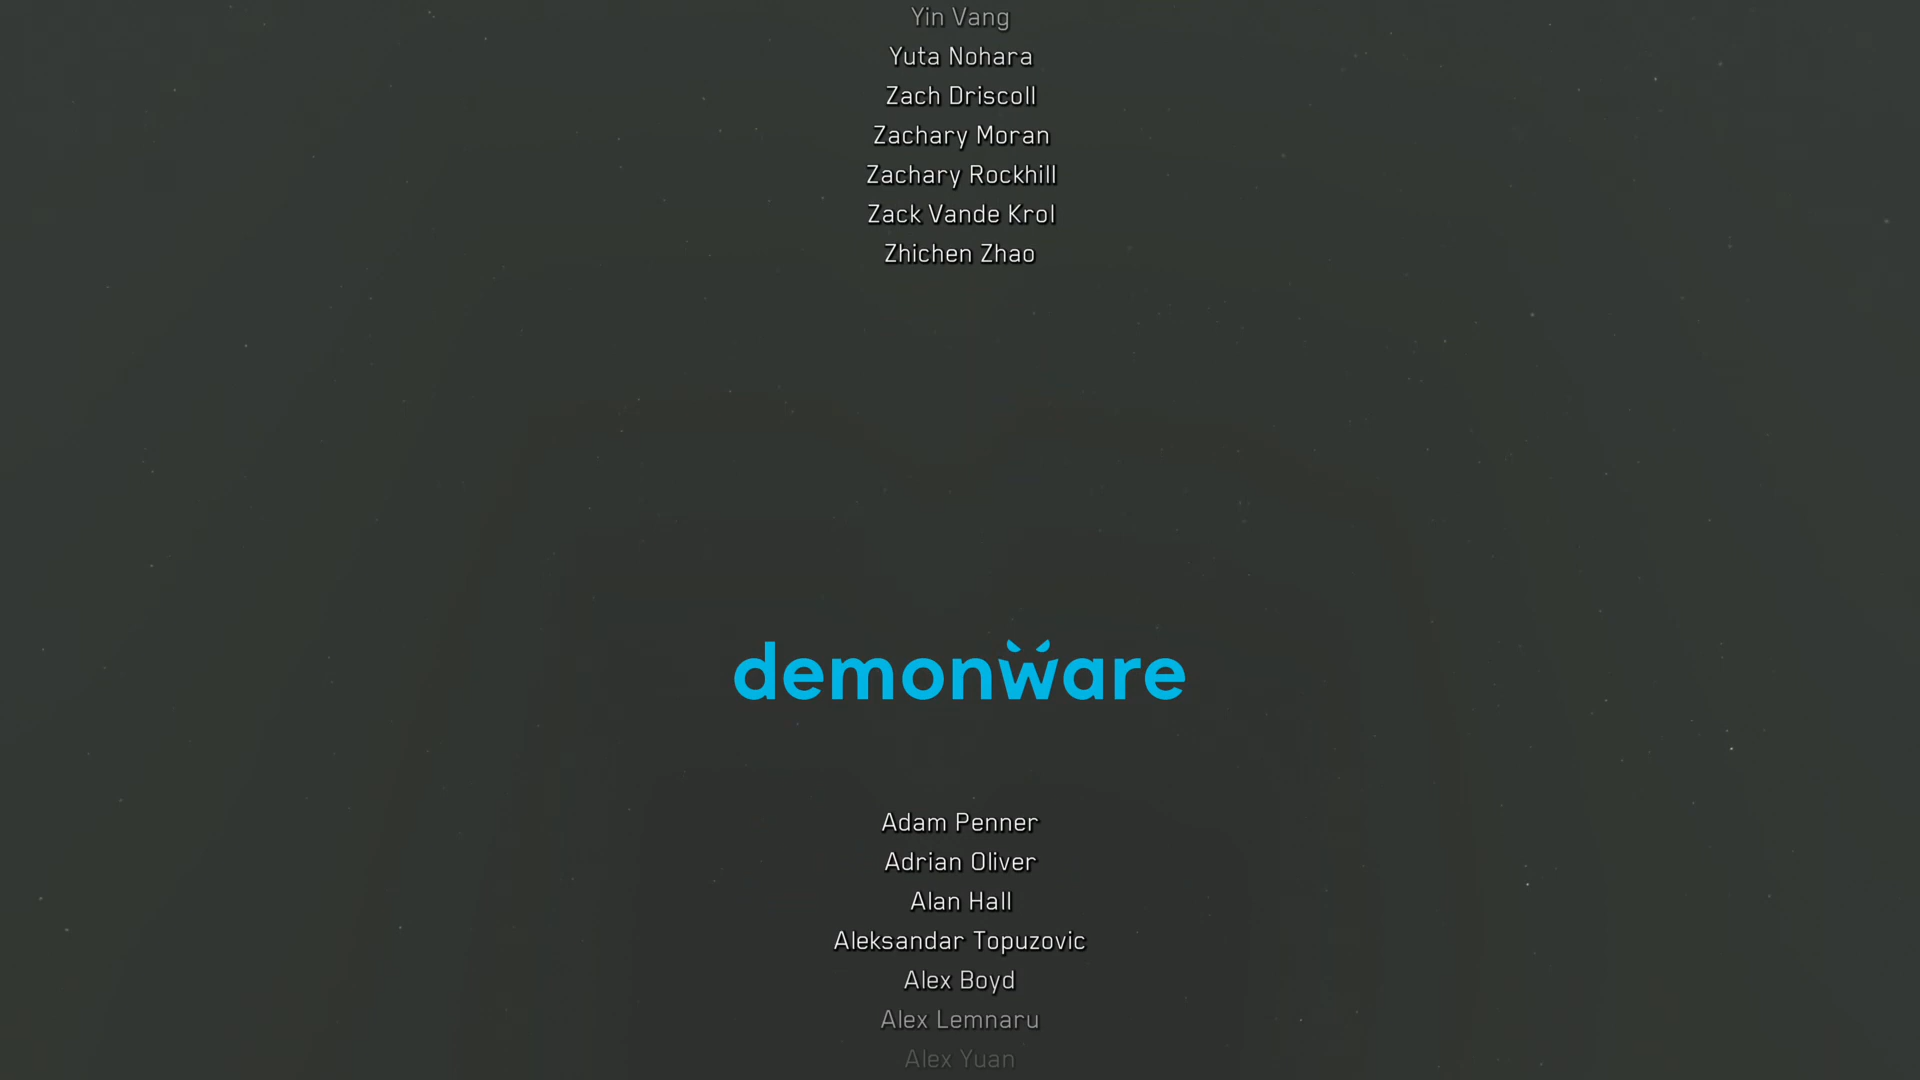 Yin Vang
Yuta Nohara
Zach Driscoll
Zachary Moran
Zachary Rockhill
Zack Vande Krol
Zhichen Zhao
demonware
Adam Penner
Adrian Oliver
Alan Hall
Aleksandar Topuzovic
Alex Boyd
Alex Lemnaru
Alex Yuan